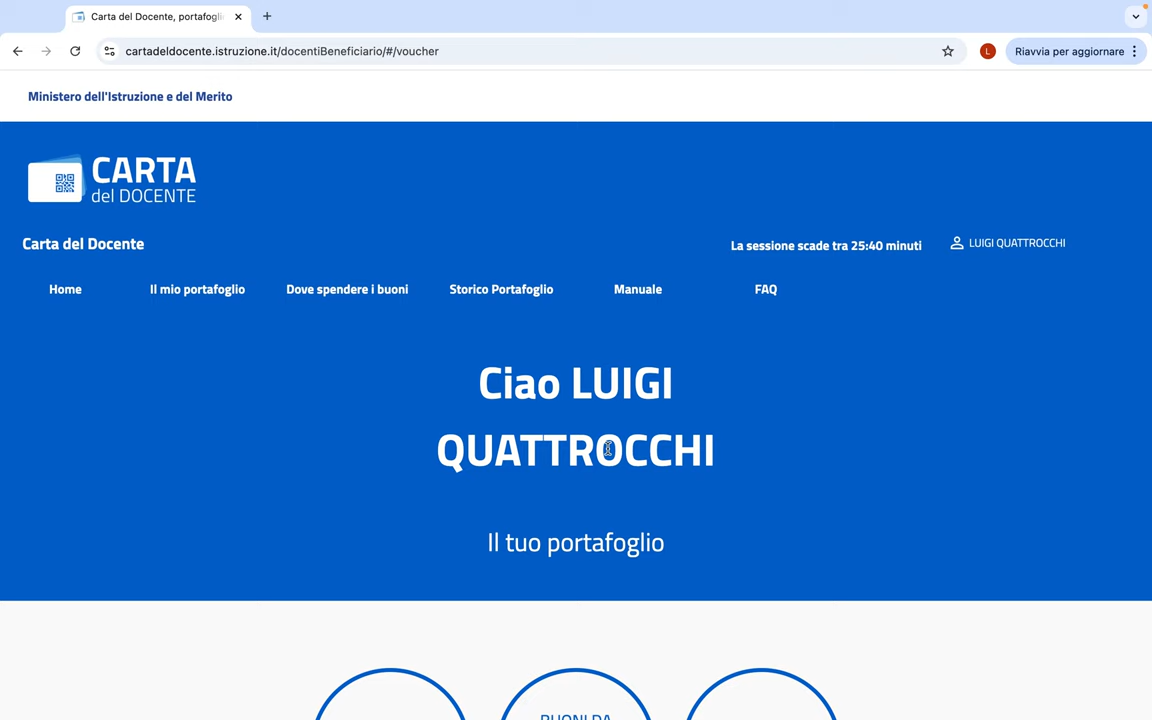 Carta del Docente, portafogli
cartadeldocente.istruzione.it/docentiBeneficiario/#/voucher
L
Riavvia per aggiornare
Ministero dell'Istruzione e del Merito
CARTA
del DOCENTE
Carta del Docente
La sessione scade tra 25:40 minuti
LUIGI QUATTROCCHI
Home
Il mio portafoglio
Dove spendere i buoni
Storico Portafoglio
Manuale
FAQ
Ciao LUIGI
QUATTROCCHI
Il tuo portafoglio
BUONI DA